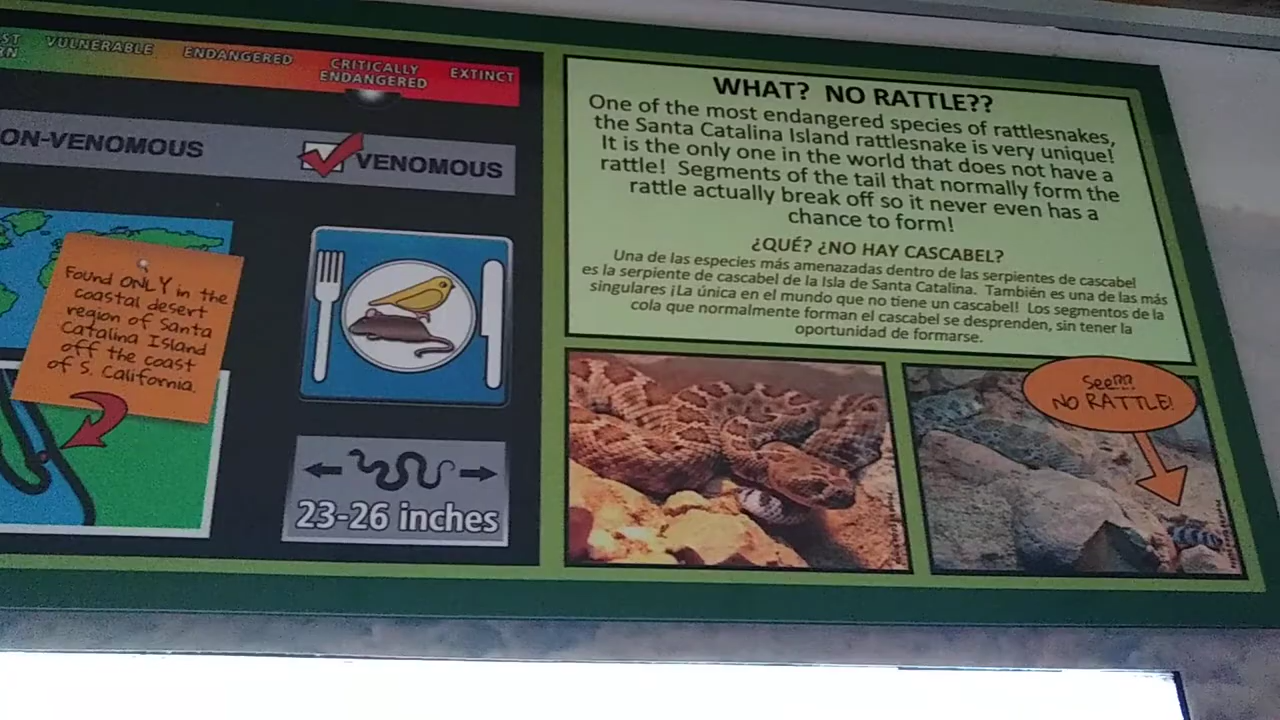 VULNERABLE
ENDANGERED
CRITICALLY
ENDANGERED
EXTINCT
ON-VENOMOUS
VENOMOUS
Found ONLY in the
coastal desert
region of Santa
Catalina Island
off the coast
of S. California.
23-26 inches
WHAT? NO RATTLE??
One of the most endangered species of rattlesnakes,
the Santa Catalina Island rattlesnake is very unique!
It is the only one in the world that does not have a
rattle! Segments of the tail that normally form the
rattle actually break off so it never even has a
chance to form!
¿QUÉ? ¿NO HAY CASCABEL?
Una de las especies más amenazadas dentro de las serpientes de cascabel
es la serpiente de cascabel de la Isla de Santa Catalina. También es una de las más
singulares ¡La única en el mundo que no tiene un cascabel! Los segmentos de la
cola que normalmente forman el cascabel se desprenden, sin tener la
oportunidad de formarse.
See???
NO RATTLE!